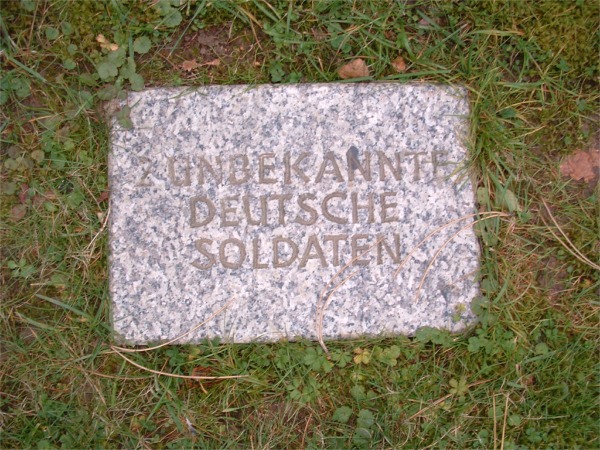 2 UNBEKANNTE
DEUTSCHE
SOLDATEN